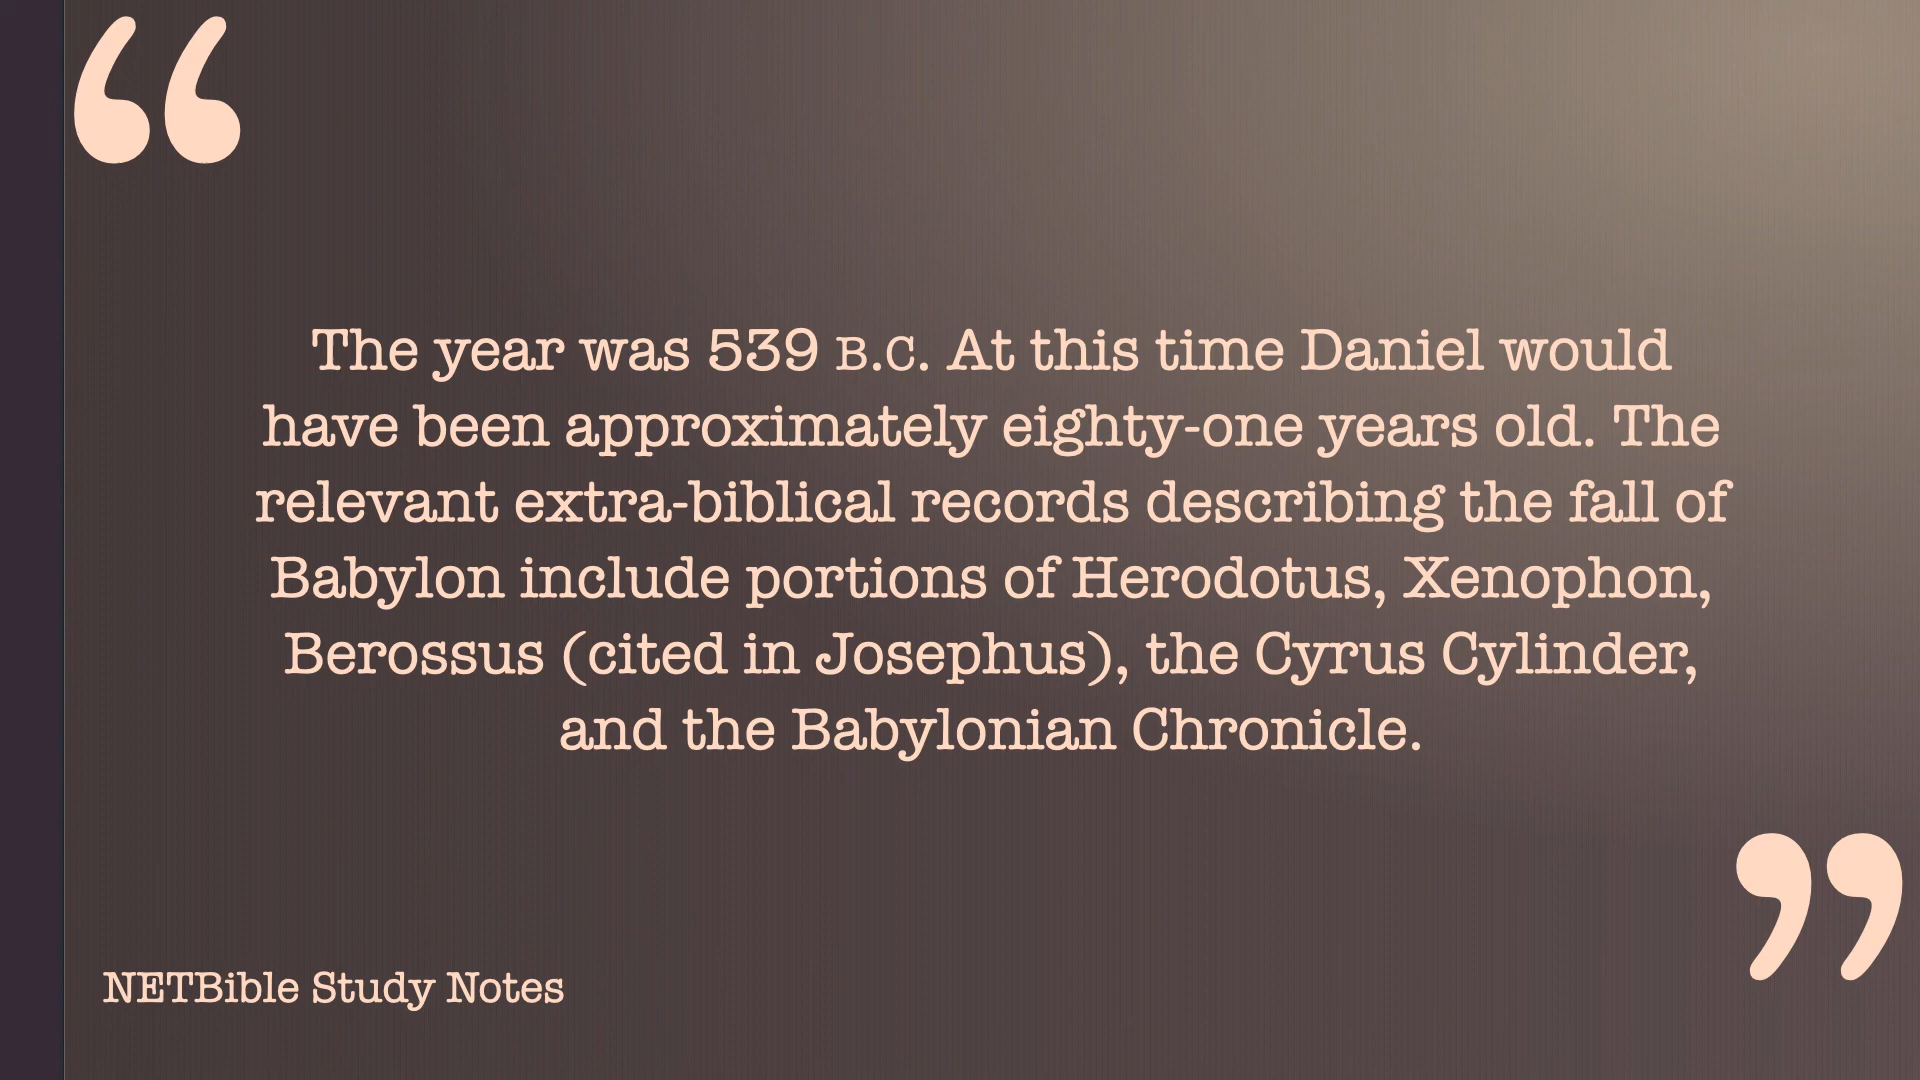 “
The year was 539 B.C. At this time Daniel would
have been approximately eighty-one years old. The
relevant extra-biblical records describing the fall of
Babylon include portions of Herodotus, Xenophon,
Berossus (cited in Josephus), the Cyrus Cylinder,
and the Babylonian Chronicle.
”
NETBible Study Notes